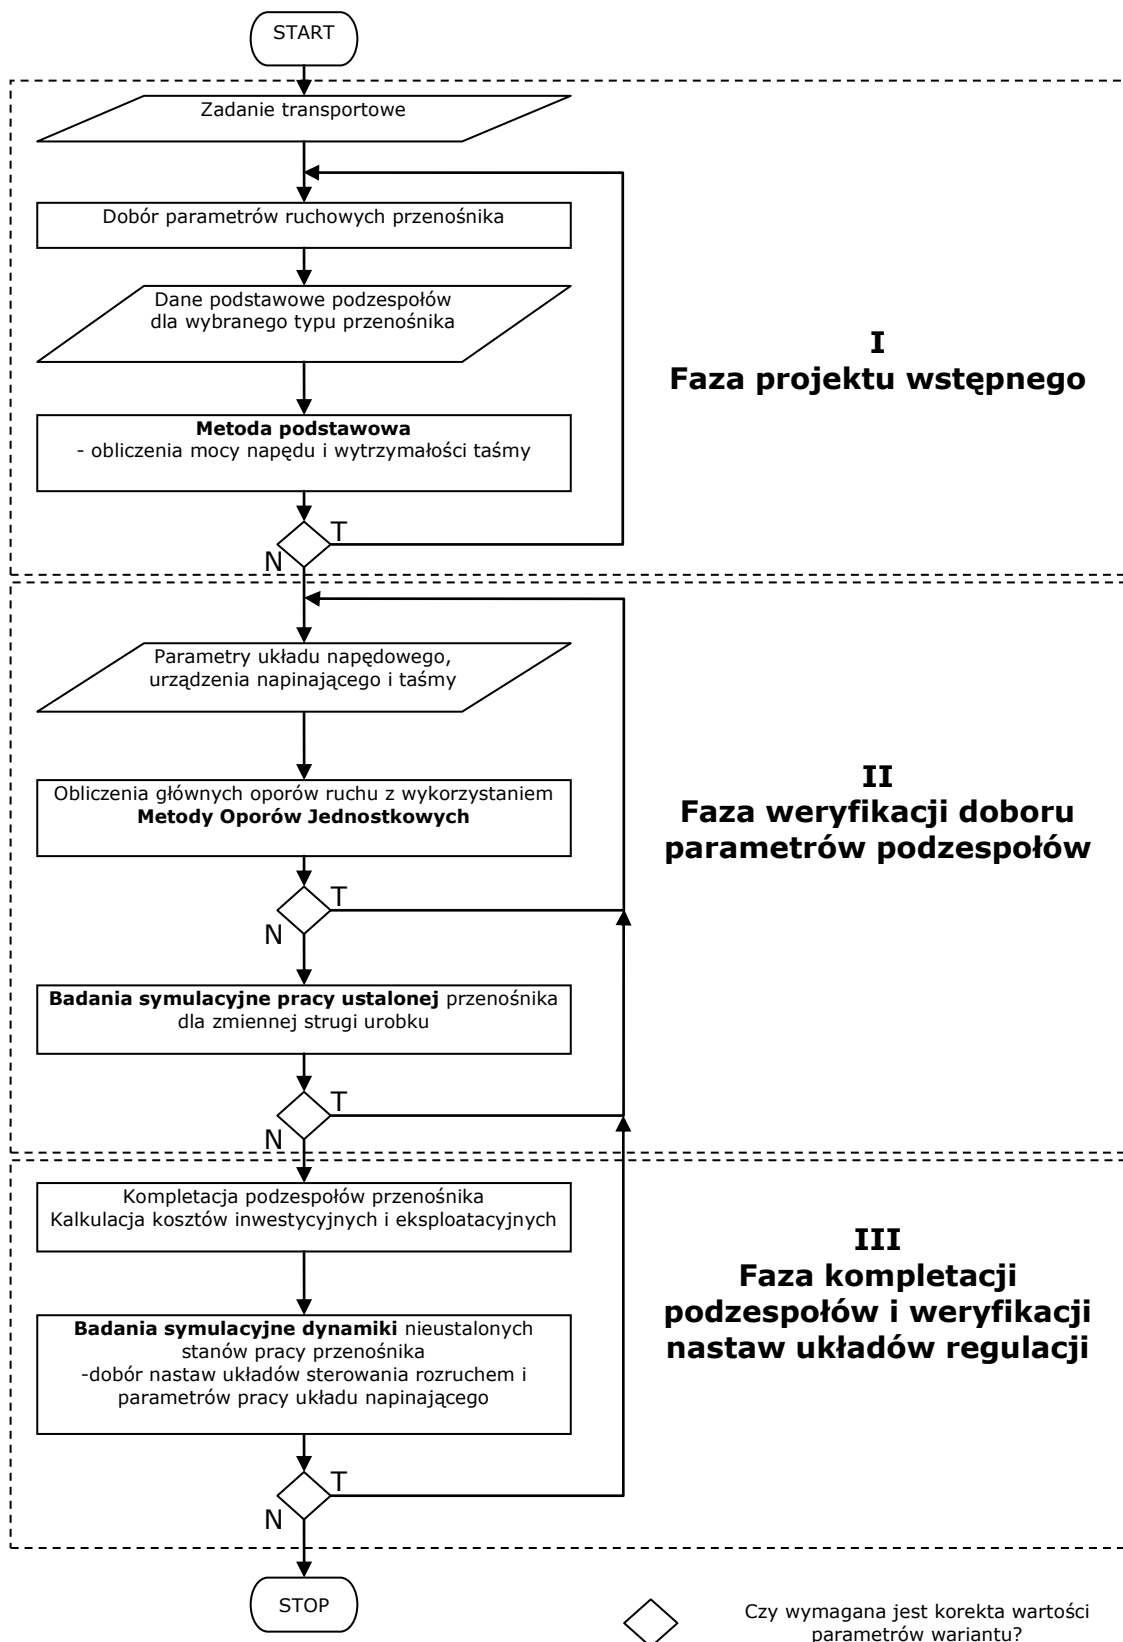 START
Zadanie transportowe
Dobór parametrów ruchowych przenośnika
Dane podstawowe podzespołów
dla wybranego typu przenośnika
I
Faza projektu wstępnego
Metoda podstawowa
- obliczenia mocy napędu i wytrzymałości taśmy
T
N
Parametry układu napędowego,
urządzenia napinającego i taśmy
II
Faza weryfikacji doboru
parametrów podzespołów
Obliczenia głównych oporów ruchu z wykorzystaniem
Metody Oporów Jednostkowych
T
N
Badania symulacyjne pracy ustalonej przenośnika
dla zmiennej strugi urobku
T
N
Kompletacja podzespołów przenośnika
Kalkulacja kosztów inwestycyjnych i eksploatacyjnych
III
Faza kompletacji
podzespołów i weryfikacji
nastaw układów regulacji
Badania symulacyjne dynamiki nieustalonych
stanów pracy przenośnika
-dobór nastaw układów sterowania rozruchem i
parametrów pracy układu napinającego
T
N
STOP
Czy wymagana jest korekta wartości
parametrów wariantu?